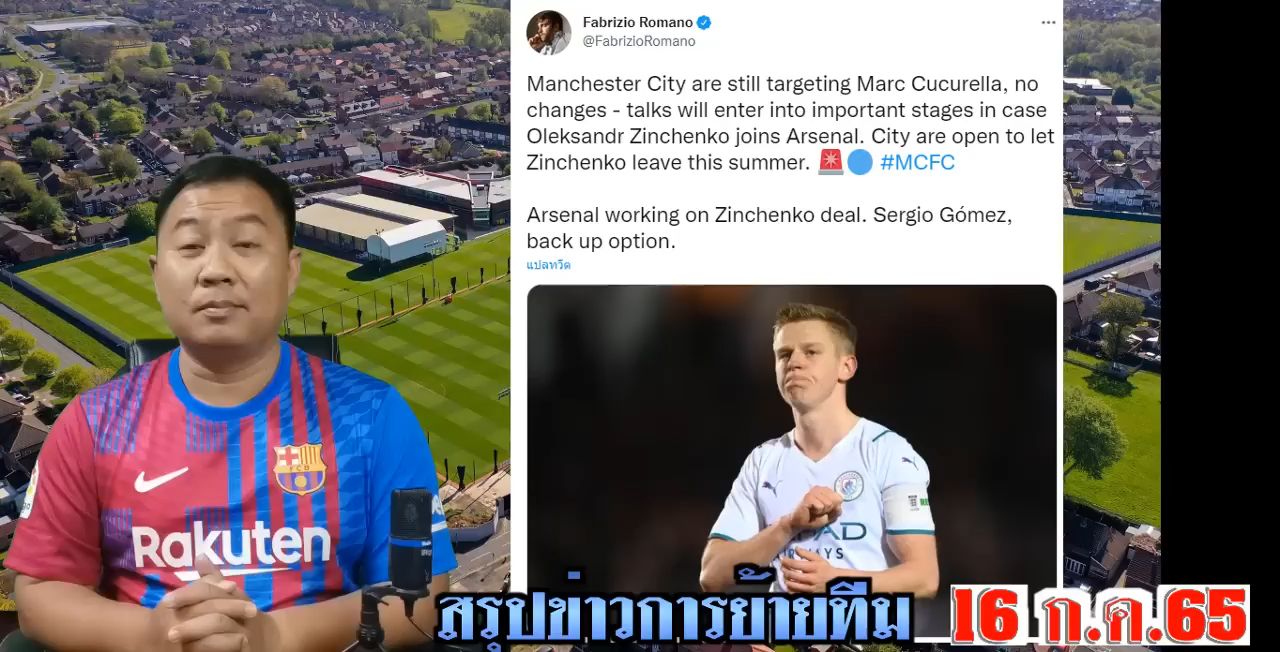 Fabrizio Romano
@FabrizioRomano
Manchester City are still targeting Marc Cucurella, no
changes - talks will enter into important stages in case
Oleksandr Zinchenko joins Arsenal. City are open to let
Zinchenko leave this summer. 🚨🔵 #MCFC
Arsenal working on Zinchenko deal. Sergio Gómez,
back up option.
แปลทวีต
FCB
Rakuten
สรุปข่าวการย้ายทีม 16 ก.ค.65